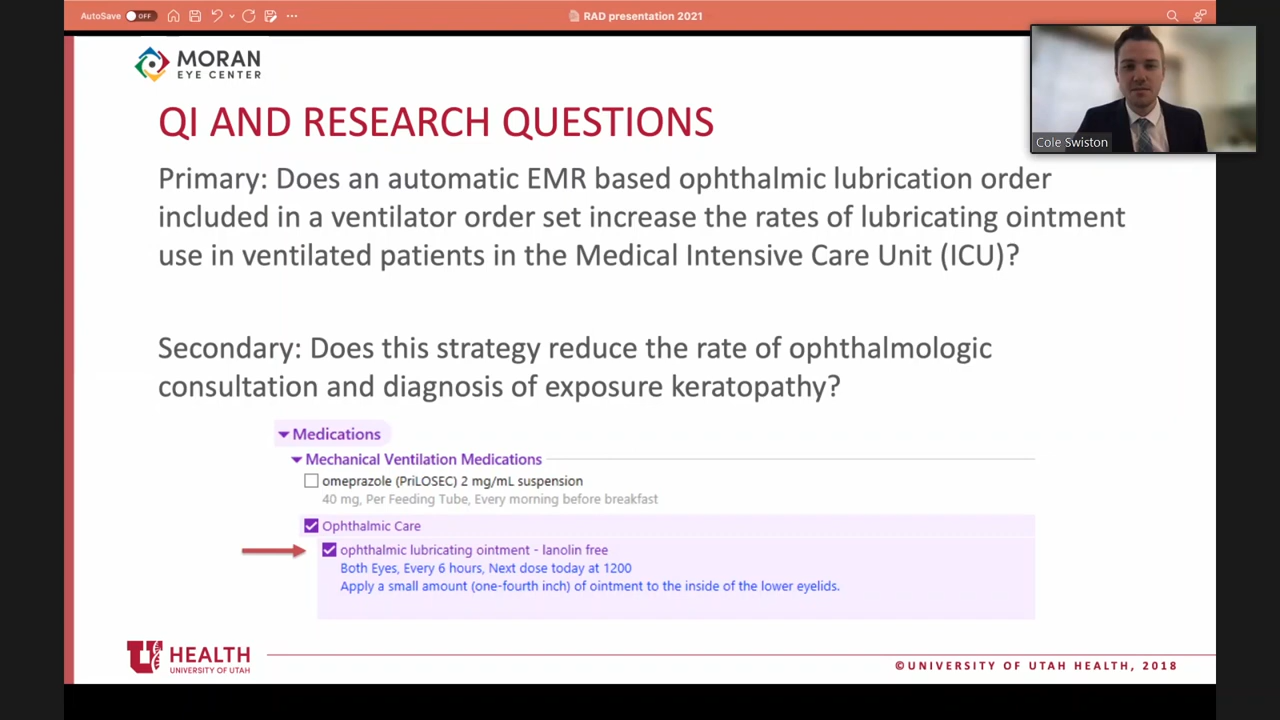 AutoSave OFF
RAD presentation 2021
MORAN
EYE CENTER
Cole Swiston
QI AND RESEARCH QUESTIONS
Primary: Does an automatic EMR based ophthalmic lubrication order
included in a ventilator order set increase the rates of lubricating ointment
use in ventilated patients in the Medical Intensive Care Unit (ICU)?
Secondary: Does this strategy reduce the rate of ophthalmologic
consultation and diagnosis of exposure keratopathy?
Medications
Mechanical Ventilation Medications
omeprazole (PriLOSEC) 2 mg/mL suspension
40 mg, Per Feeding Tube, Every morning before breakfast
Ophthalmic Care
ophthalmic lubricating ointment - lanolin free
Both Eyes, Every 6 hours, Next dose today at 1200
Apply a small amount (one-fourth inch) of ointment to the inside of the lower eyelids.
U HEALTH
UNIVERSITY OF UTAH
©UNIVERSITY OF UTAH HEALTH, 2018